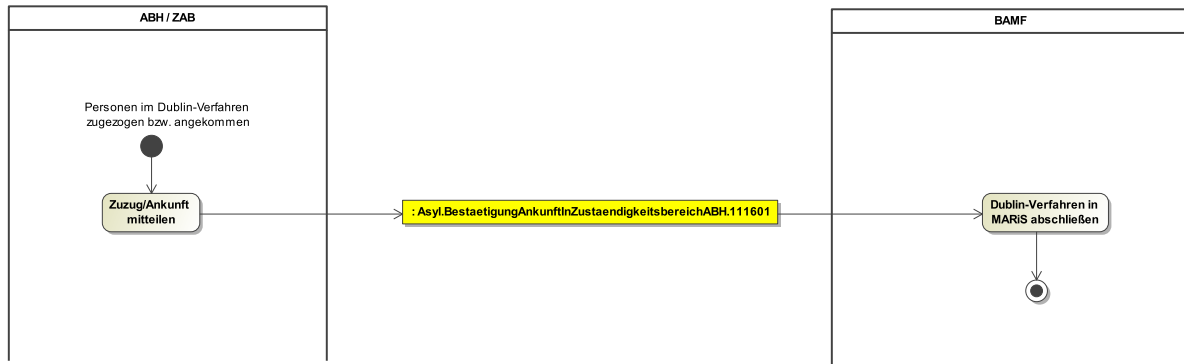 ABH / ZAB
BAMF
Personen im Dublin-Verfahren
zugezogen bzw. angekommen
Zuzug/Ankunft
mitteilen
: Asyl.BestaetigungAnkunftInZustaendigkeitsbereichABH.111601
Dublin-Verfahren in
MARiS abschließen